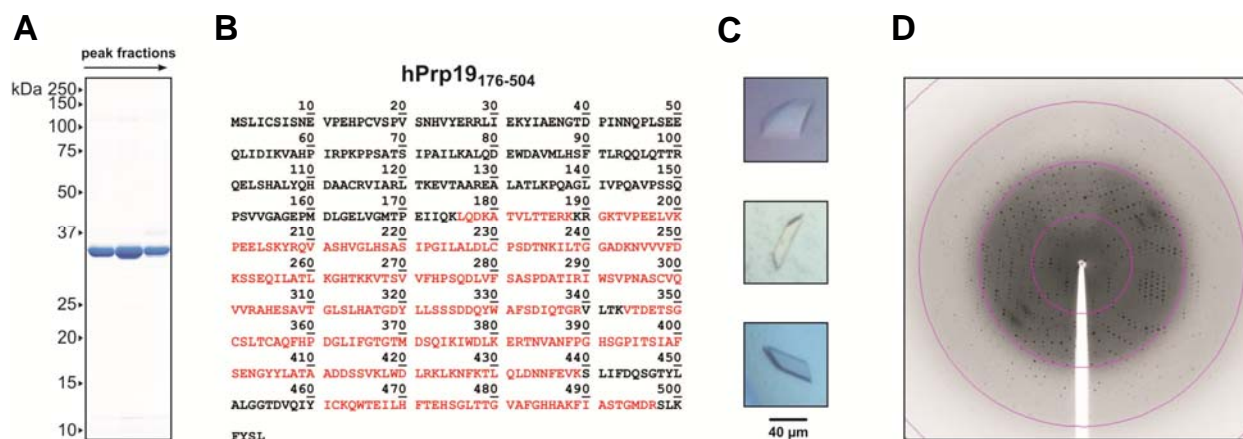 A
B
C
D
peak fractions
kDa 250
150
100
75
50
37
25
20
15
10
hPrp19176-504
10 20 30 40 50
MSLICSISNE VPEHPCVSPV SNHVYERRLI EKYIAENGTD PINNQPLSEE
60 70 80 90 100
QLIDIKVAHP IRPKPPSATS IPAILKALQD EWDAVMLHSF TLRQQLQTTR
110 120 130 140 150
QELSHALYQH DAACRVIARL TKEVTAAREA LATLKPQAGL IVPQAVPSSQ
160 170 180 190 200
PSVVGAGEPM DLGELVGMTP EIIQKLQDKA TVLTTERKKR GKTVPEELVK
210 220 230 240 250
PEELSKYRQV ASHVGLHSAS IPGILALDLC PSDTNKILTG GADKNVVVFD
260 270 280 290 300
KSSEQILATL KGHTKKVTSV VFHPSQDLVF SASPDATIRI WSVPNASCVQ
310 320 330 340 350
VVRAHESAVT GLSLHATGDY LLSSSDDQYW AFSDIQTGRV LTKVTDETSG
360 370 380 390 400
CSLTCAQFHP DGLIFGTGTM DSQIKIWDLK ERTNVANFPG HSGPITSIAF
410 420 430 440 450
SENGYYLATA ADDSSVKLWD LRKLKNFKTL QLDNNFEVKS LIFDQSGTYL
460 470 480 490 500
ALGGTDVQIY ICKQWTEILH FTEHSGLTTG VAFGHHAKFI ASTGMDRSLK
FYSL
40 µm